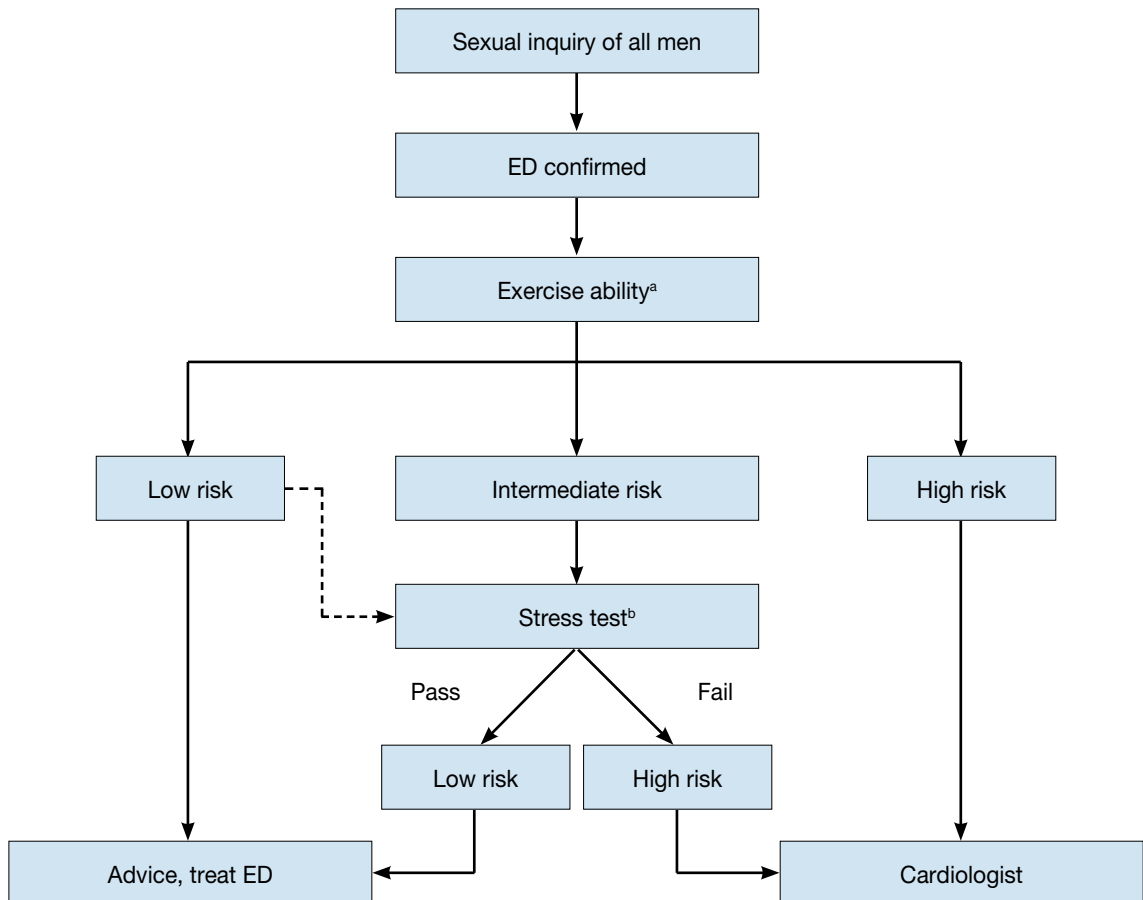 Sexual inquiry of all men
ED confirmed
Exercise abilityᵃ
Low risk
Intermediate risk
High risk
Stress testᵇ
Pass
Fail
Low risk
High risk
Advice, treat ED
Cardiologist